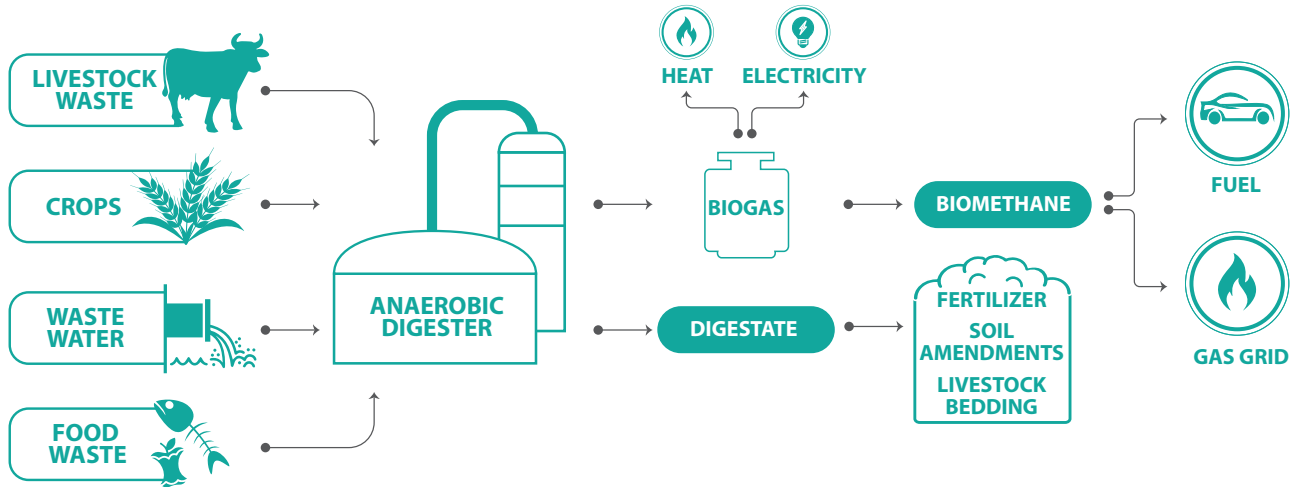 LIVESTOCK
WASTE
CROPS
WASTE
WATER
FOOD
WASTE
ANAEROBIC
DIGESTER
HEAT
ELECTRICITY
BIOGAS
DIGESTATE
BIOMETHANE
FERTILIZER
SOIL
AMENDMENTS
LIVESTOCK
BEDDING
FUEL
GAS GRID